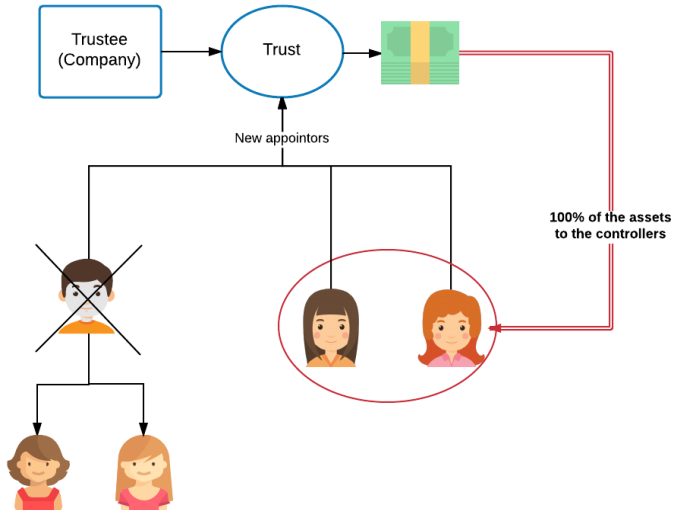 Trustee
(Company)
Trust
New appointors
100% of the assets
to the controllers